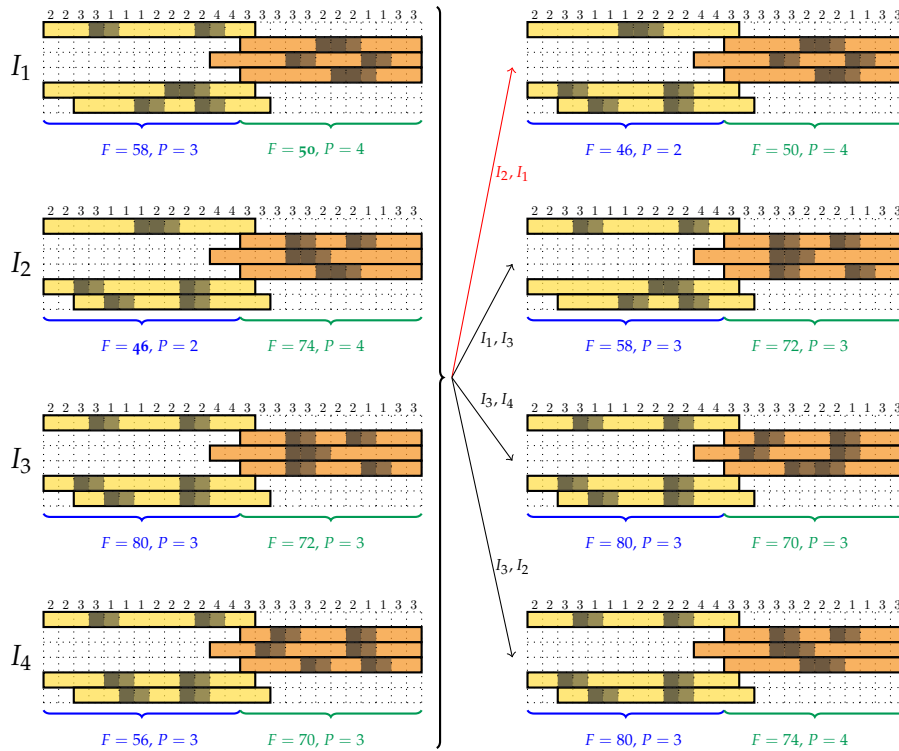 2 2 3 3 1 1 1 2 2 2 2 4 4 3 3 3 3 3 2 2 2 1 1 3 3
I1
F = 58, P = 3
F = 50, P = 4
2 2 3 3 1 1 1 2 2 2 2 4 4 3 3 3 3 3 2 2 2 1 1 3 3
I2
F = 46, P = 2
F = 74, P = 4
2 2 3 3 1 1 1 2 2 2 2 4 4 3 3 3 3 3 2 2 2 1 1 3 3
I3
F = 80, P = 3
F = 72, P = 3
2 2 3 3 1 1 1 2 2 2 2 4 4 3 3 3 3 3 2 2 2 1 1 3 3
I4
F = 56, P = 3
F = 70, P = 3
I2, I1
I1, I3
I3, I4
I3, I2
2 2 3 3 1 1 1 2 2 2 2 4 4 3 3 3 3 3 2 2 2 1 1 3 3
F = 46, P = 2
F = 50, P = 4
2 2 3 3 1 1 1 2 2 2 2 4 4 3 3 3 3 3 2 2 2 1 1 3 3
F = 58, P = 3
F = 72, P = 3
2 2 3 3 1 1 1 2 2 2 2 4 4 3 3 3 3 3 2 2 2 1 1 3 3
F = 80, P = 3
F = 70, P = 3
2 2 3 3 1 1 1 2 2 2 2 4 4 3 3 3 3 3 2 2 2 1 1 3 3
F = 80, P = 3
F = 74, P = 4